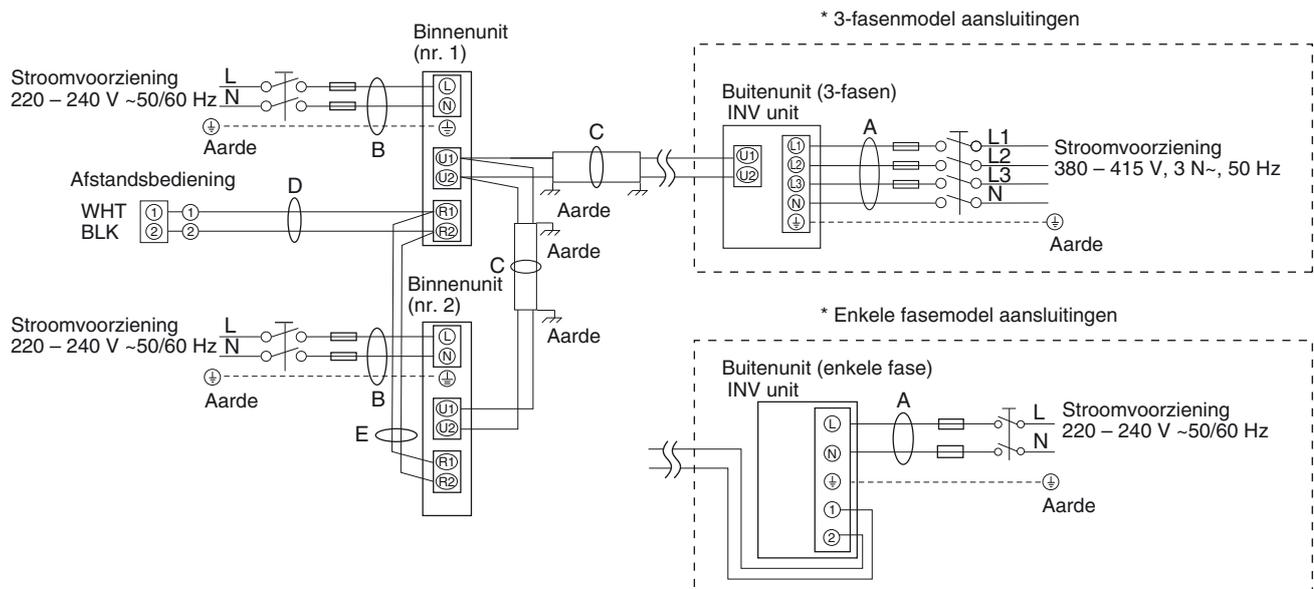 * 3-fasenmodel aansluitingen
Binnenunit
(nr. 1)
Stroomvoorziening
220 – 240 V ~50/60 Hz
L
N
Aarde
B
L
N
U1
U2
R1
R2
Afstandsbediening
WHT
BLK
1
2
1
2
D
C
Aarde
Buitenunit (3-fasen)
INV unit
U1
U2
L1
L2
L3
N
A
L1
L2
L3
N
Stroomvoorziening
380 – 415 V, 3 N~, 50 Hz
Aarde
C
Aarde
Aarde
Binnenunit
(nr. 2)
Stroomvoorziening
220 – 240 V ~50/60 Hz
L
N
Aarde
B
L
N
U1
U2
E
R1
R2
* Enkele fasemodel aansluitingen
Buitenunit (enkele fase)
INV unit
L
N
1
2
A
L
N
Stroomvoorziening
220 – 240 V ~50/60 Hz
Aarde